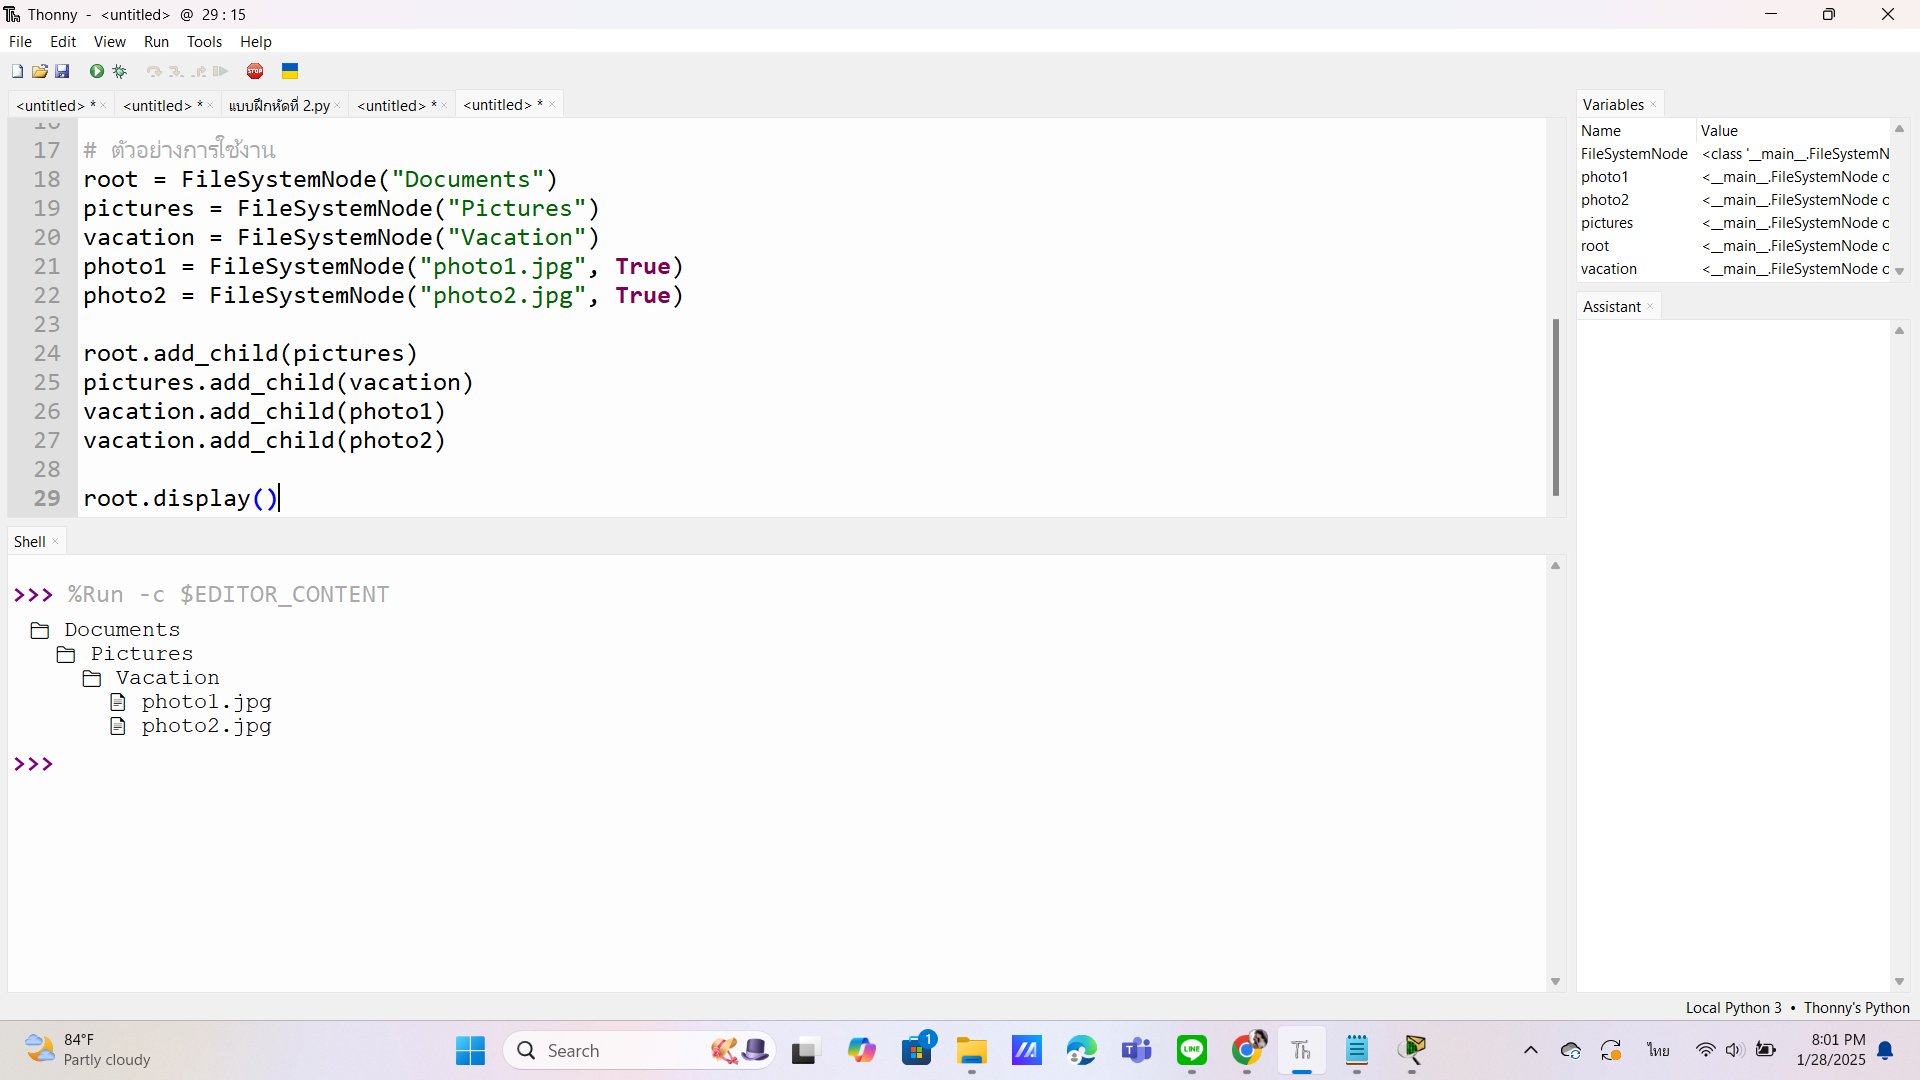 Thonny - <untitled> @ 29 : 15
File Edit View Run Tools Help
<untitled> * <untitled> * แบบฝึกหัดที่ 2.py <untitled> * <untitled> *
17 # ตัวอย่างการใช้งาน
18 root = FileSystemNode("Documents")
19 pictures = FileSystemNode("Pictures")
20 vacation = FileSystemNode("Vacation")
21 photo1 = FileSystemNode("photo1.jpg", True)
22 photo2 = FileSystemNode("photo2.jpg", True)
23
24 root.add_child(pictures)
25 pictures.add_child(vacation)
26 vacation.add_child(photo1)
27 vacation.add_child(photo2)
28
29 root.display()
Shell
>>> %Run -c $EDITOR_CONTENT
Documents
Pictures
Vacation
photo1.jpg
photo2.jpg
>>>
Variables
Name Value
FileSystemNode <class '__main__.FileSystemN
photo1 <__main__.FileSystemNode o
photo2 <__main__.FileSystemNode o
pictures <__main__.FileSystemNode o
root <__main__.FileSystemNode o
vacation <__main__.FileSystemNode o
Assistant
Local Python 3 • Thonny's Python
84°F
Partly cloudy
Search
1
LINE
ไทย
8:01 PM
1/28/2025